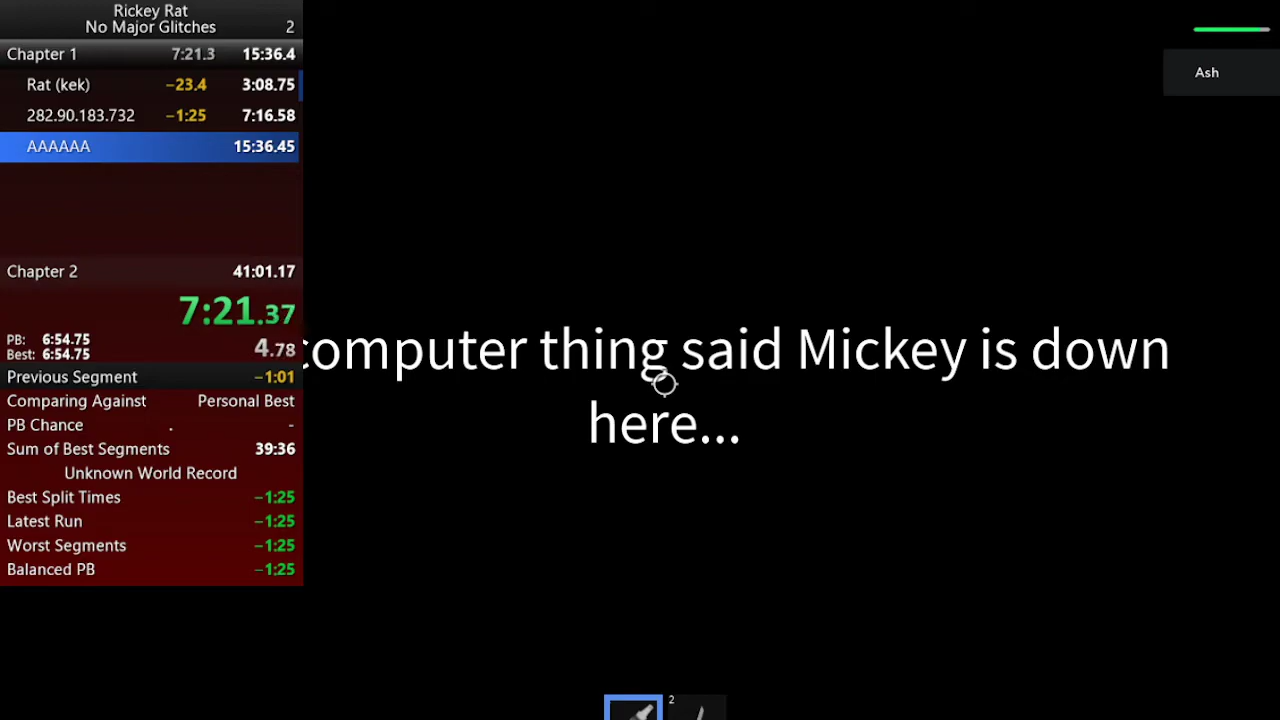 Rickey Rat
No Major Glitches 2
Chapter 1 7:21.3 15:36.4
Rat (kek) −23.4 3:08.75
282.90.183.732 −1:25 7:16.58
AAAAAA 15:36.45
Chapter 2 41:01.17
7:21.37
PB: 6:54.75
Best: 6:54.75 4.78
Previous Segment −1:01
Comparing Against Personal Best
PB Chance . -
Sum of Best Segments 39:36
Unknown World Record
Best Split Times −1:25
Latest Run −1:25
Worst Segments −1:25
Balanced PB −1:25
Ash
computer thing said Mickey is down
here...
2